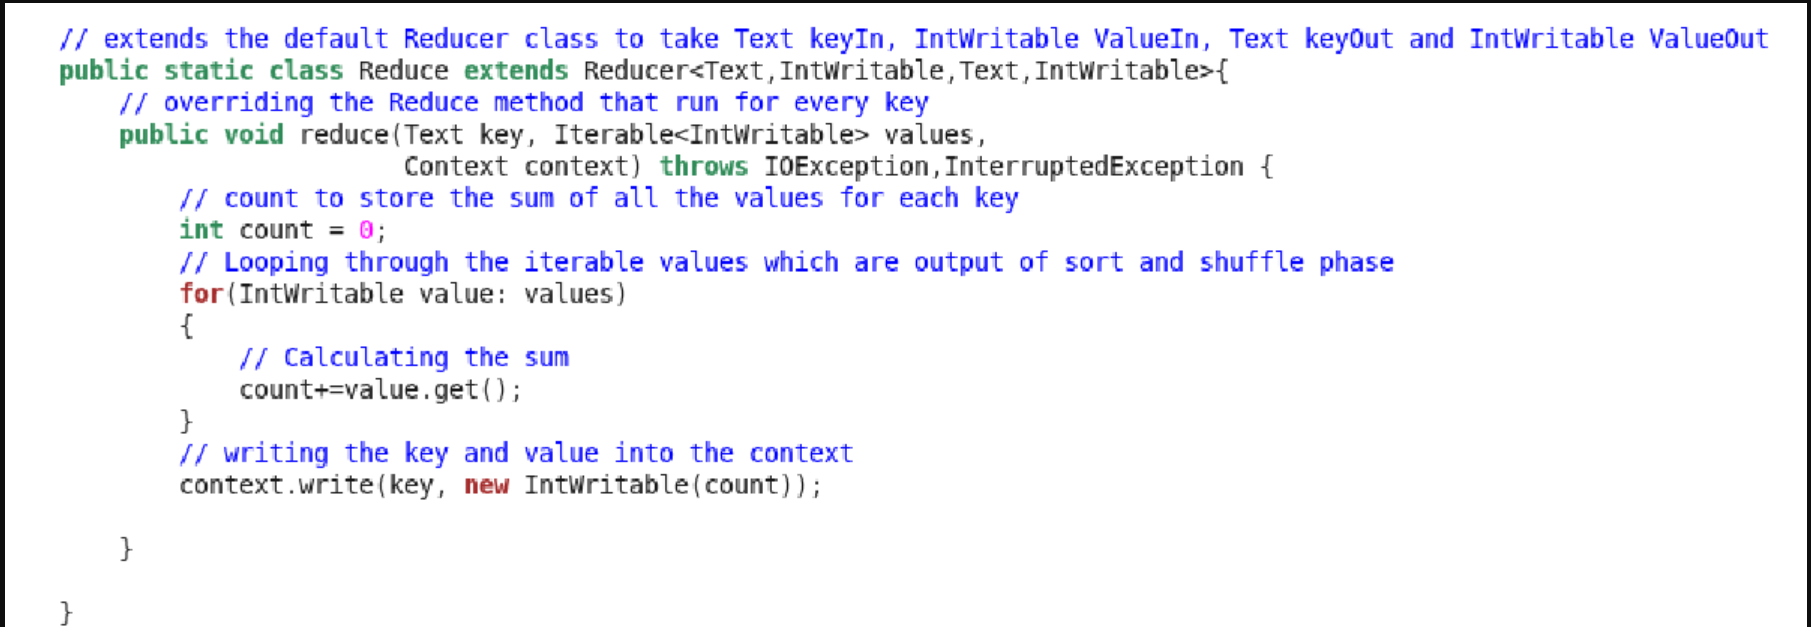 // extends the default Reducer class to take Text keyIn, IntWritable ValueIn, Text keyOut and IntWritable ValueOut
public static class Reduce extends Reducer<Text,IntWritable,Text,IntWritable>{
// overriding the Reduce method that run for every key
public void reduce(Text key, Iterable<IntWritable> values,
Context context) throws IOException,InterruptedException {
// count to store the sum of all the values for each key
int count = 0;
// Looping through the iterable values which are output of sort and shuffle phase
for(IntWritable value: values)
{
// Calculating the sum
count+=value.get();
}
// writing the key and value into the context
context.write(key, new IntWritable(count));
}
}